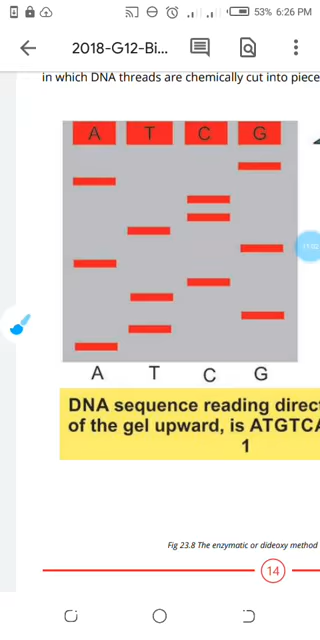 53% 6:26 PM
2018-G12-Bi...
in which DNA threads are chemically cut into piece
A T C G
A T C G
DNA sequence reading direc
of the gel upward, is ATGTCA
1
Fig 23.8 The enzymatic or dideoxy method
14